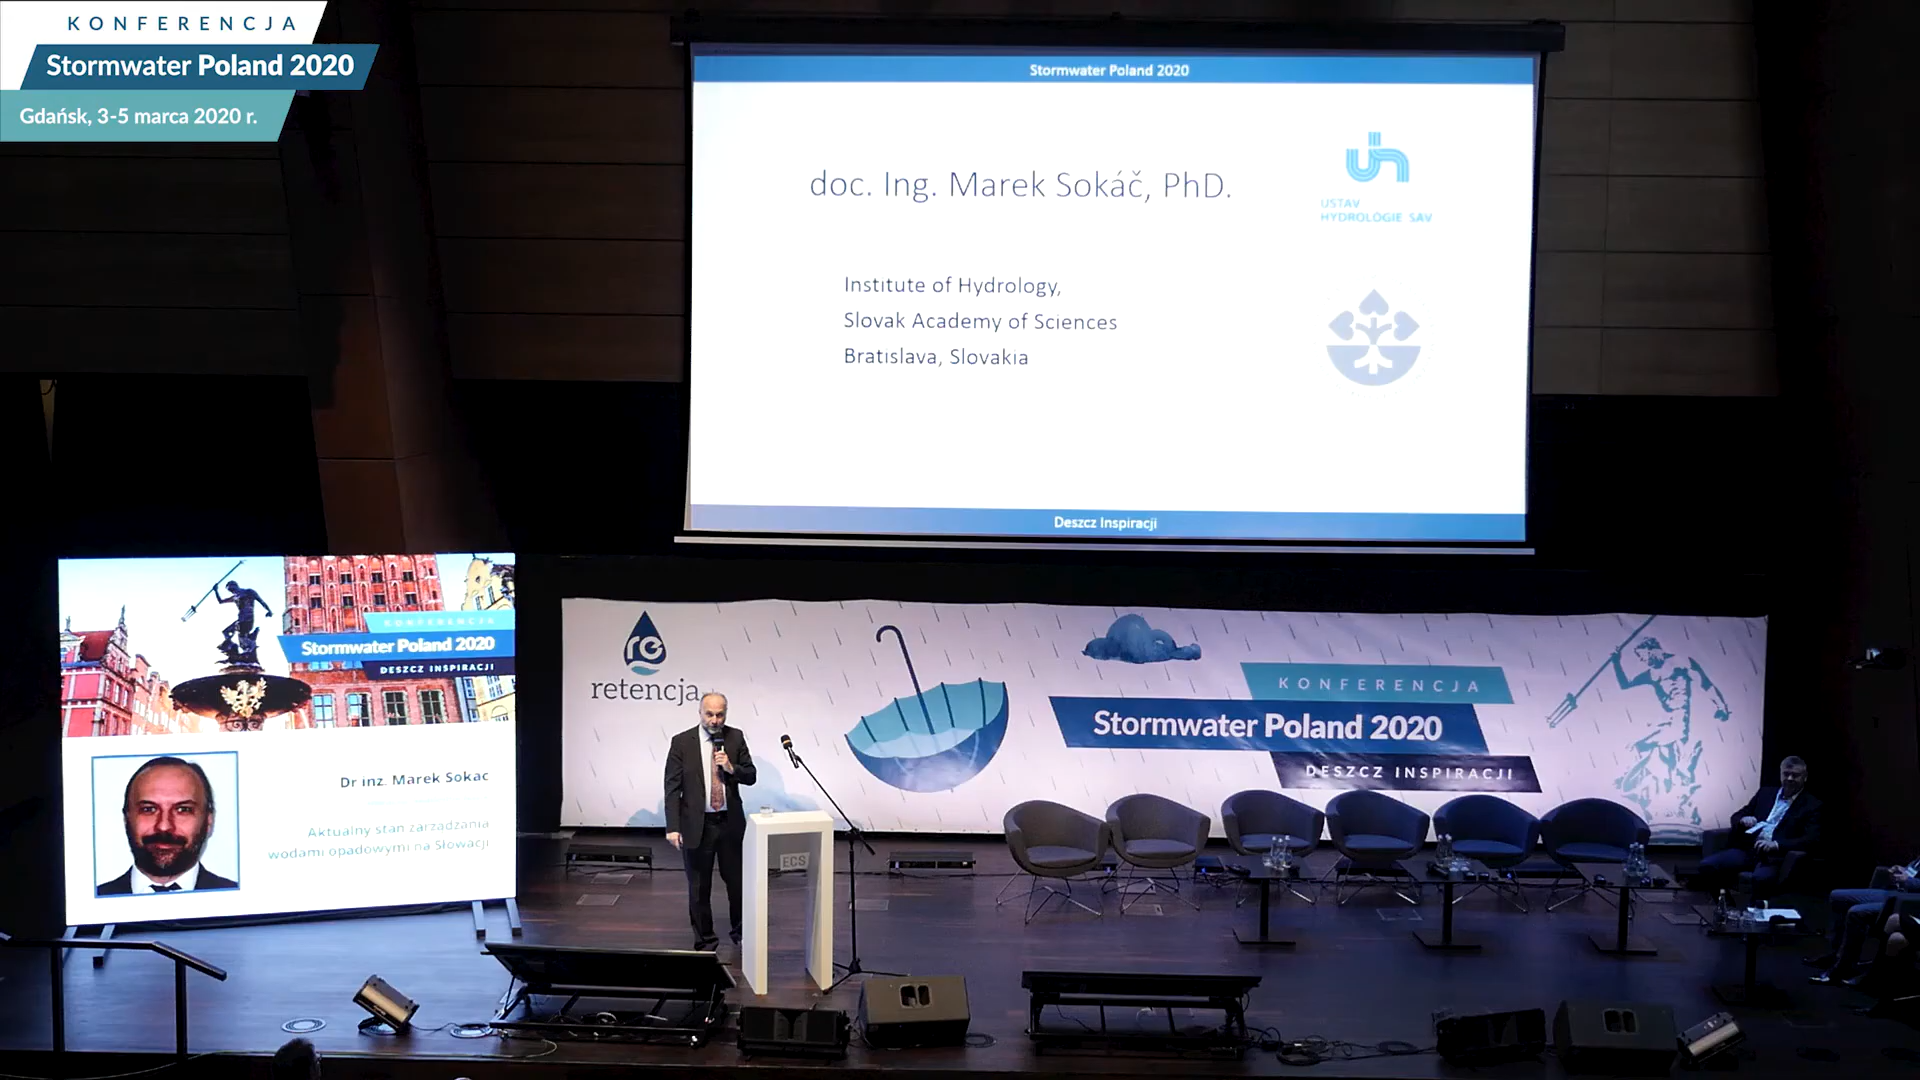 KONFERENCJA
Stormwater Poland 2020
Gdańsk, 3-5 marca 2020 r.
Stormwater Poland 2020
doc. Ing. Marek Sokáč, PhD.
USTAV
HYDROLOGIE SAV
Institute of Hydrology,
Slovak Academy of Sciences
Bratislava, Slovakia
Deszcz Inspiracji
KONFERENCJA
Stormwater Poland 2020
DESZCZ INSPIRACJI
Dr inż. Marek Sokac
Aktualny stan zarządzania
wodami opadowymi na Słowacji
re
retencja
KONFERENCJA
Stormwater Poland 2020
DESZCZ INSPIRACJI
ECS